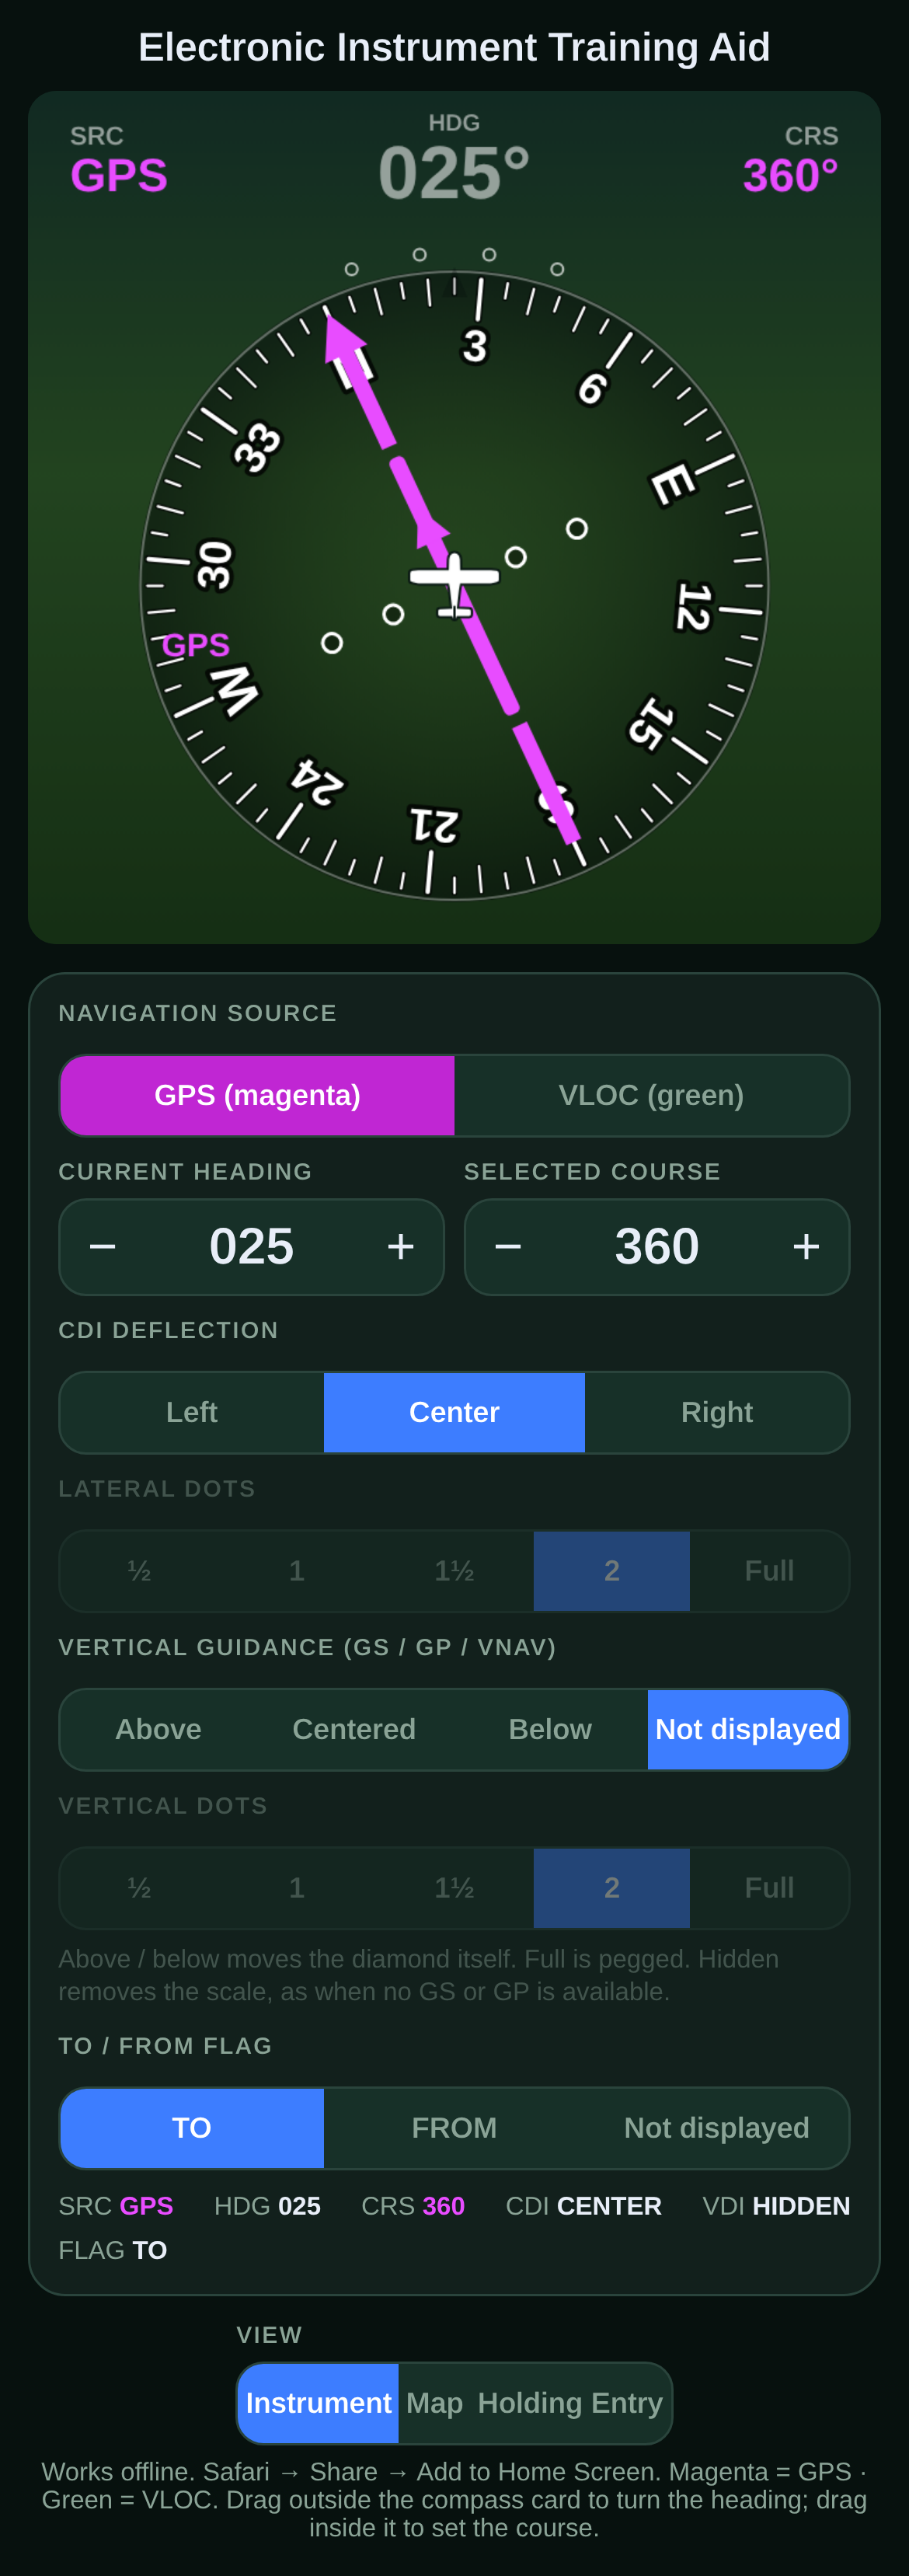 Electronic Instrument Training Aid
SRC
HDG
CRS
GPS
025°
360°
3
6
33
E
30
12
GPS
W
15
24
21
NAVIGATION SOURCE
GPS (magenta) VLOC (green)
CURRENT HEADING SELECTED COURSE
− 025 + − 360 +
CDI DEFLECTION
Left Center Right
LATERAL DOTS
½ 1 1½ 2 Full
VERTICAL GUIDANCE (GS / GP / VNAV)
Above Centered Below Not displayed
VERTICAL DOTS
½ 1 1½ 2 Full
Above / below moves the diamond itself. Full is pegged. Hidden
removes the scale, as when no GS or GP is available.
TO / FROM FLAG
TO FROM Not displayed
SRC GPS HDG 025 CRS 360 CDI CENTER VDI HIDDEN
FLAG TO
VIEW
Instrument Map Holding Entry
Works offline. Safari → Share → Add to Home Screen. Magenta = GPS ·
Green = VLOC. Drag outside the compass card to turn the heading; drag
inside it to set the course.